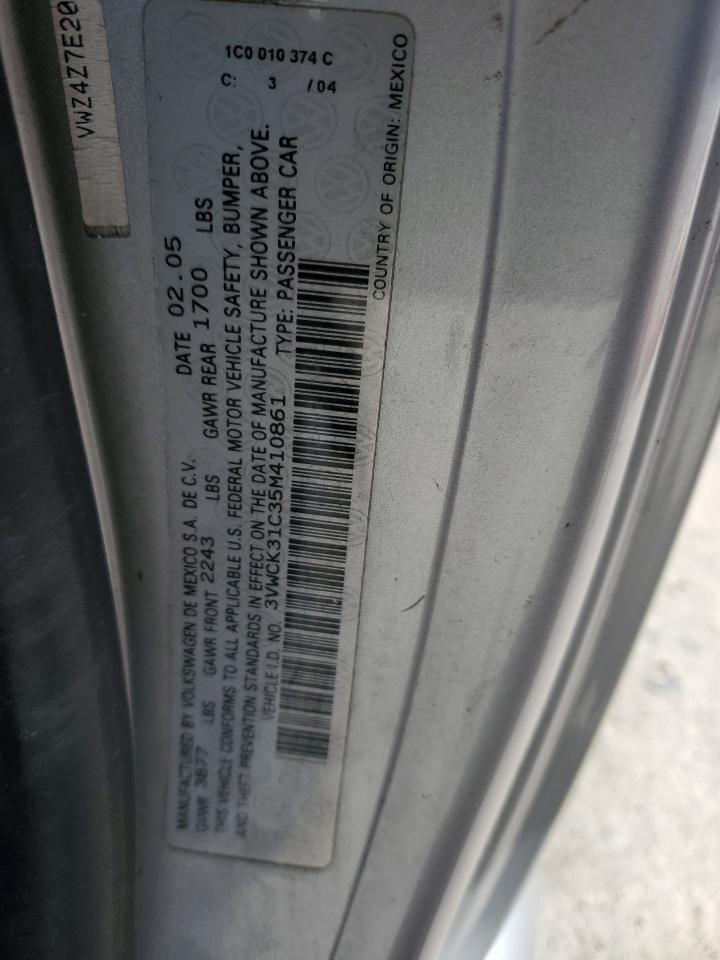 VWZ4Z7E20
1C0 010 374 C
C: 3 /04
MANUFACTURED BY VOLKSWAGEN DE MEXICO S.A. DE C.V. DATE 02.05
GVWR 3877 LBS GAWR FRONT 2243 LBS GAWR REAR 1700 LBS
THIS VEHICLE CONFORMS TO ALL APPLICABLE U.S. FEDERAL MOTOR VEHICLE SAFETY, BUMPER,
AND THEFT PREVENTION STANDARDS IN EFFECT ON THE DATE OF MANUFACTURE SHOWN ABOVE.
VEHICLE I.D. NO. 3VWCK31C35M410861 TYPE: PASSENGER CAR
COUNTRY OF ORIGIN: MEXICO